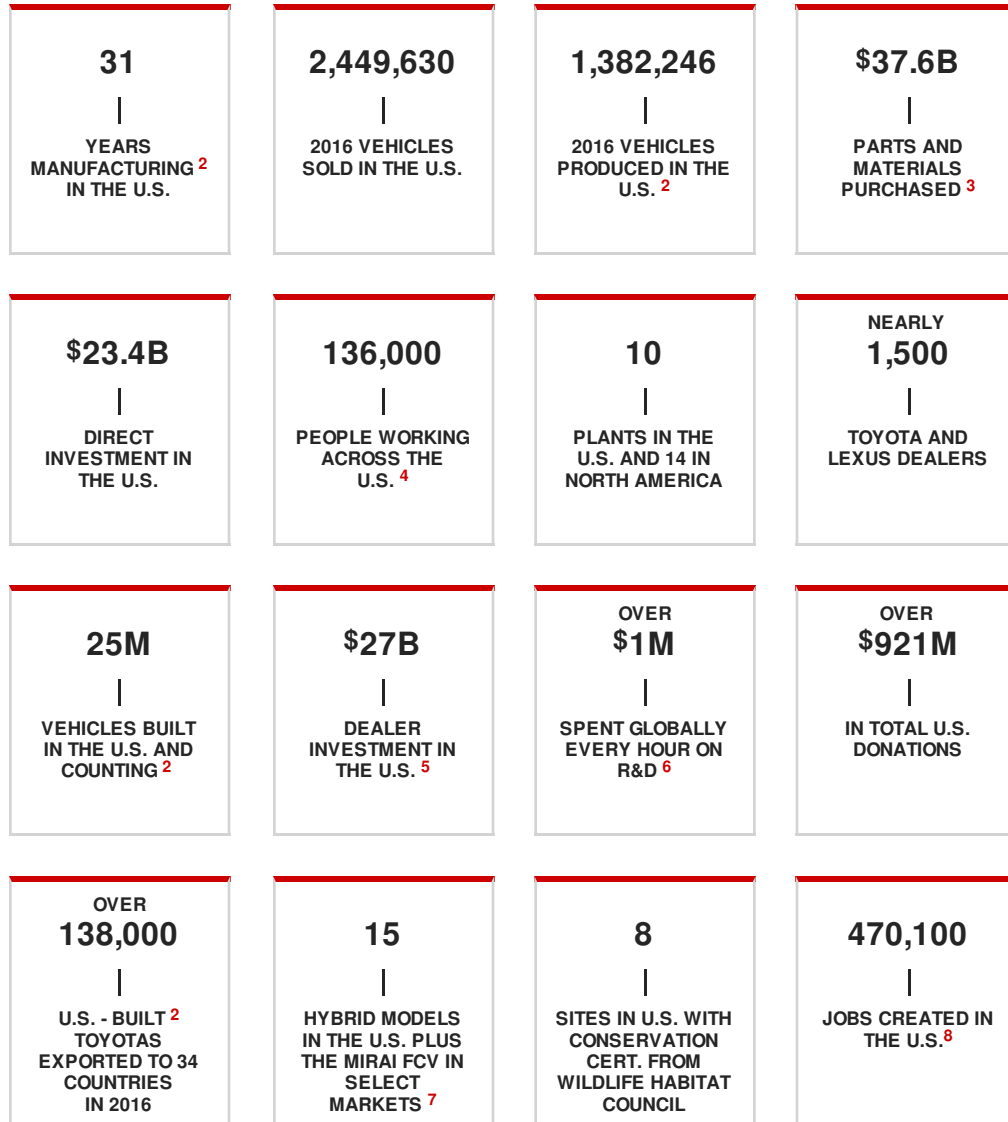 31
YEARS
MANUFACTURING 2
IN THE U.S.
2,449,630
2016 VEHICLES
SOLD IN THE U.S.
1,382,246
2016 VEHICLES
PRODUCED IN THE
U.S. 2
$37.6B
PARTS AND
MATERIALS
PURCHASED 3
$23.4B
DIRECT
INVESTMENT IN
THE U.S.
136,000
PEOPLE WORKING
ACROSS THE
U.S. 4
10
PLANTS IN THE
U.S. AND 14 IN
NORTH AMERICA
NEARLY
1,500
TOYOTA AND
LEXUS DEALERS
25M
VEHICLES BUILT
IN THE U.S. AND
COUNTING 2
$27B
DEALER
INVESTMENT IN
THE U.S. 5
OVER
$1M
SPENT GLOBALLY
EVERY HOUR ON
R&D 6
OVER
$921M
IN TOTAL U.S.
DONATIONS
OVER
138,000
U.S. - BUILT 2
TOYOTAS
EXPORTED TO 34
COUNTRIES
IN 2016
15
HYBRID MODELS
IN THE U.S. PLUS
THE MIRAI FCV IN
SELECT
MARKETS 7
8
SITES IN U.S. WITH
CONSERVATION
CERT. FROM
WILDLIFE HABITAT
COUNCIL
470,100
JOBS CREATED IN
THE U.S.8